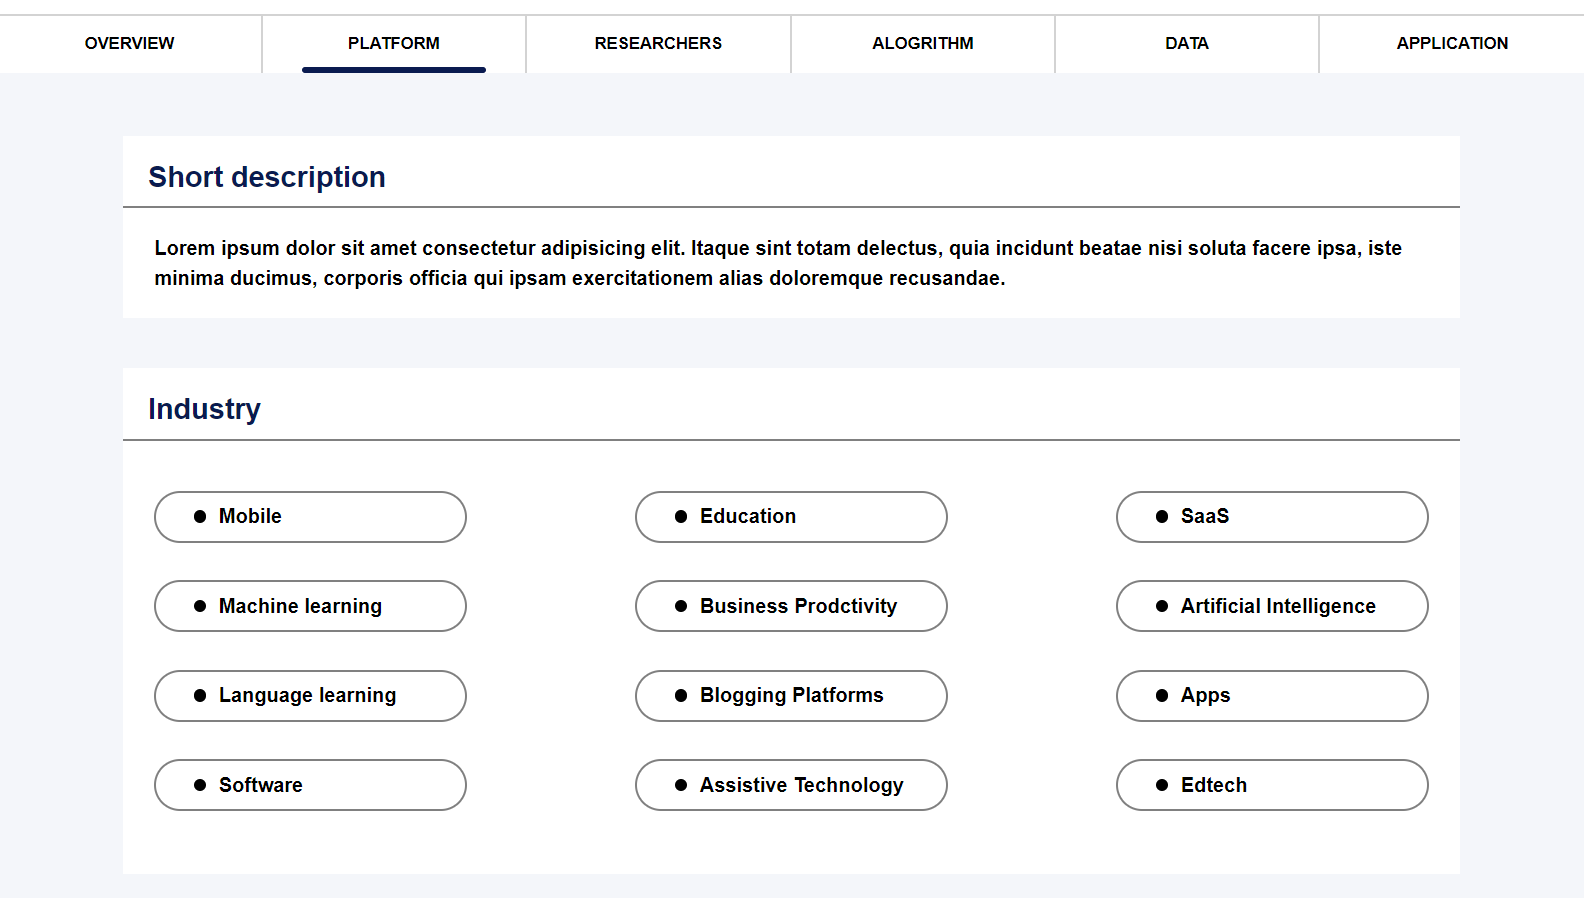 OVERVIEW PLATFORM RESEARCHERS ALOGRITHM DATA APPLICATION
Short description
Lorem ipsum dolor sit amet consectetur adipisicing elit. Itaque sint totam delectus, quia incidunt beatae nisi soluta facere ipsa, iste
minima ducimus, corporis officia qui ipsam exercitationem alias doloremque recusandae.
Industry
Mobile Education SaaS
Machine learning Business Prodctivity Artificial Intelligence
Language learning Blogging Platforms Apps
Software Assistive Technology Edtech